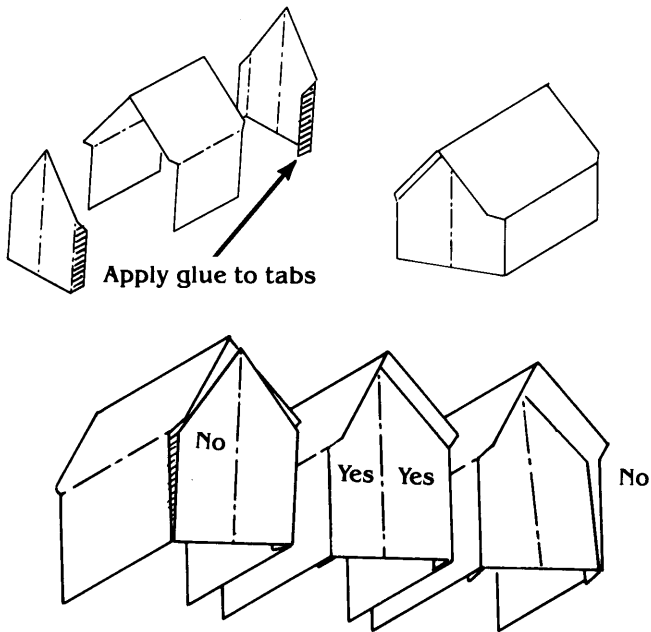 Apply glue to tabs
No
Yes Yes
No